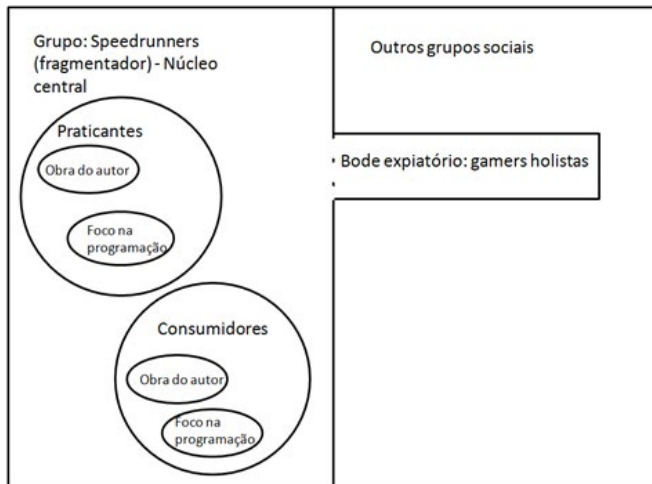 Grupo: Speedrunners
(fragmentador) - Núcleo
central
Praticantes
Obra do autor
Foco na
programação
Consumidores
Obra do autor
Foco na
programação
Outros grupos sociais
Bode expiatório: gamers holistas